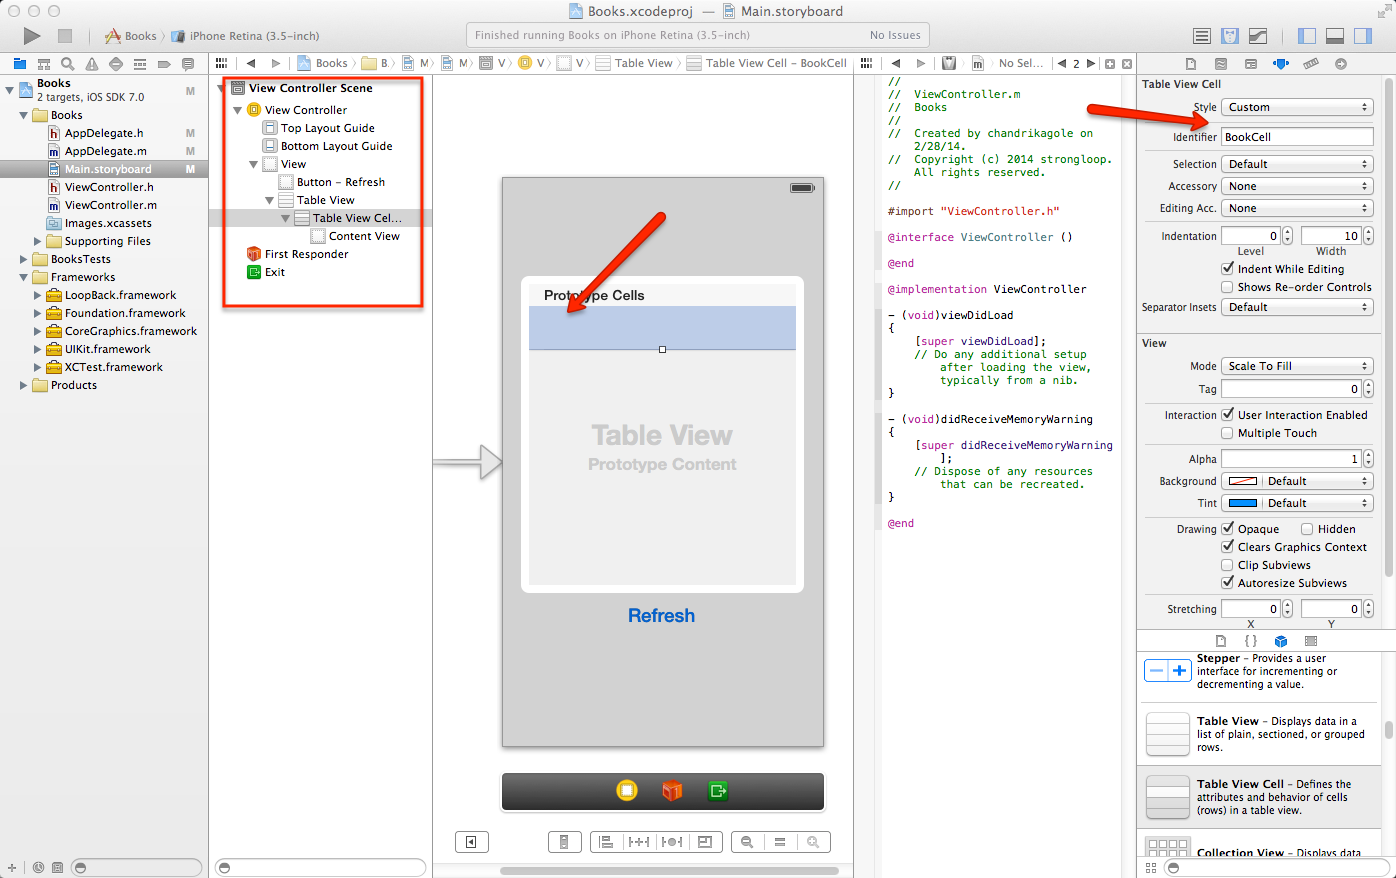 Books.xcodeproj — Main.storyboard
Books
iPhone Retina (3.5-inch)
Finished running Books on iPhone Retina (3.5-inch)
No Issues
Books
B
M
M
V
V
V
Table View
Table View Cell - BookCell
No Sel...
2
Books
2 targets, iOS SDK 7.0
M
Books
AppDelegate.h
M
AppDelegate.m
M
Main.storyboard
M
ViewController.h
ViewController.m
Images.xcassets
Supporting Files
BooksTests
Frameworks
LoopBack.framework
Foundation.framework
CoreGraphics.framework
UIKit.framework
XCTest.framework
Products
View Controller Scene
View Controller
Top Layout Guide
Bottom Layout Guide
View
Button - Refresh
Table View
Table View Cel...
Content View
First Responder
Exit
Prototype Cells
Table View
Prototype Content
Refresh
//
//  ViewController.m
//  Books
//
//  Created by chandrikagole on
2/28/14.
//  Copyright (c) 2014 strongloop.
All rights reserved.
//
#import "ViewController.h"
@interface ViewController ()
@end
@implementation ViewController
- (void)viewDidLoad
{
[super viewDidLoad];
// Do any additional setup
after loading the view,
typically from a nib.
}
- (void)didReceiveMemoryWarning
{
[super didReceiveMemoryWarning
];
// Dispose of any resources
that can be recreated.
}
@end
Table View Cell
Style Custom
Identifier BookCell
Selection Default
Accessory None
Editing Acc. None
Indentation 0 10
Level Width
Indent While Editing
Shows Re-order Controls
Separator Insets Default
View
Mode Scale To Fill
Tag 0
Interaction User Interaction Enabled
Multiple Touch
Alpha 1
Background Default
Tint Default
Drawing Opaque Hidden
Clears Graphics Context
Clip Subviews
Autoresize Subviews
Stretching 0 0
X Y
Stepper - Provides a user
interface for incrementing or
decrementing a value.
Table View - Displays data in a
list of plain, sectioned, or grouped
rows.
Table View Cell - Defines the
attributes and behavior of cells
(rows) in a table view.
Collection View - Displays data